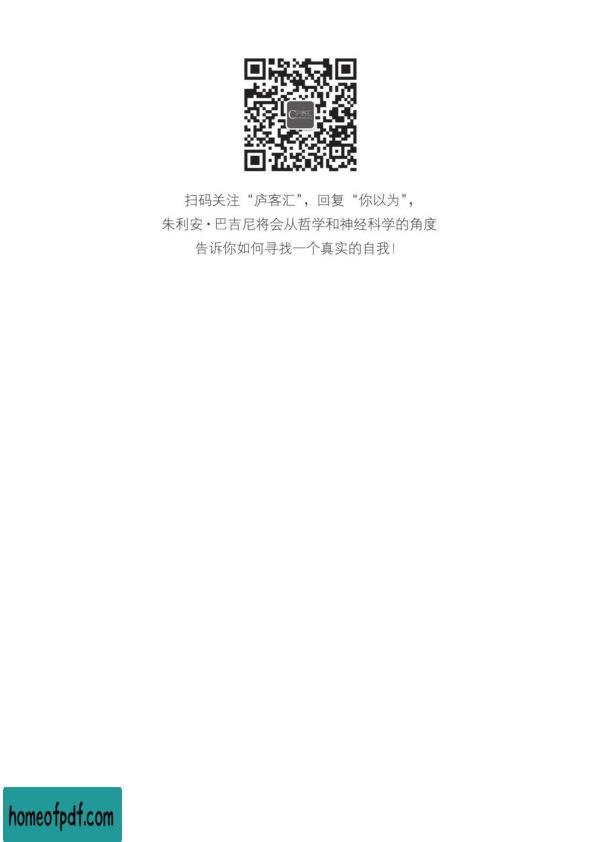 扫码关注“庐客汇”，回复“你以为”，
朱利安·巴吉尼将会从哲学和神经科学的角度
告诉你如何寻找一个真实的自我！
homeofpdf.com